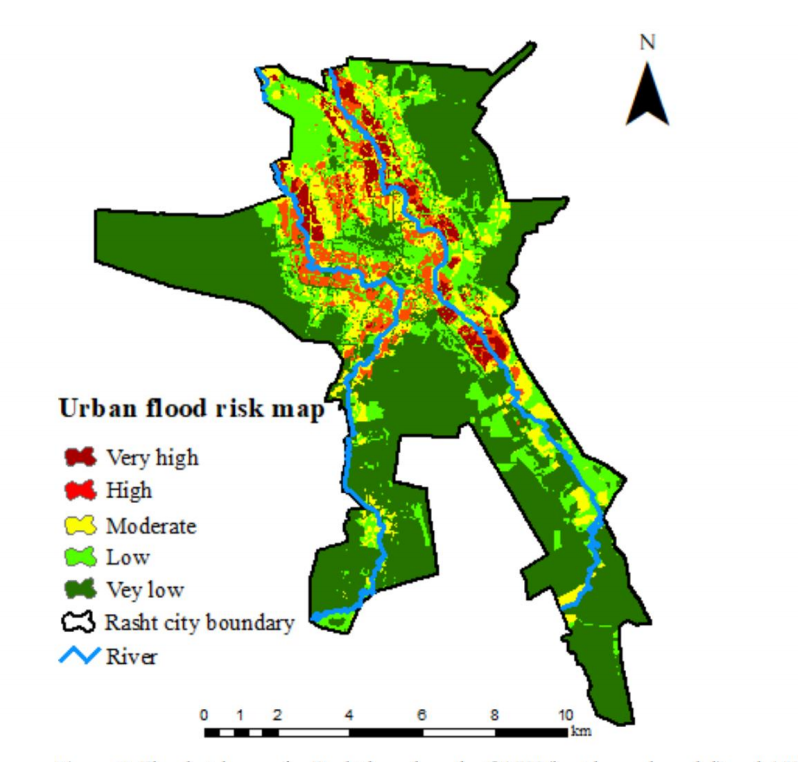 N
Urban flood risk map
Very high
High
Moderate
Low
Vey low
Rasht city boundary
River
0 1 2 4 6 8 10
km